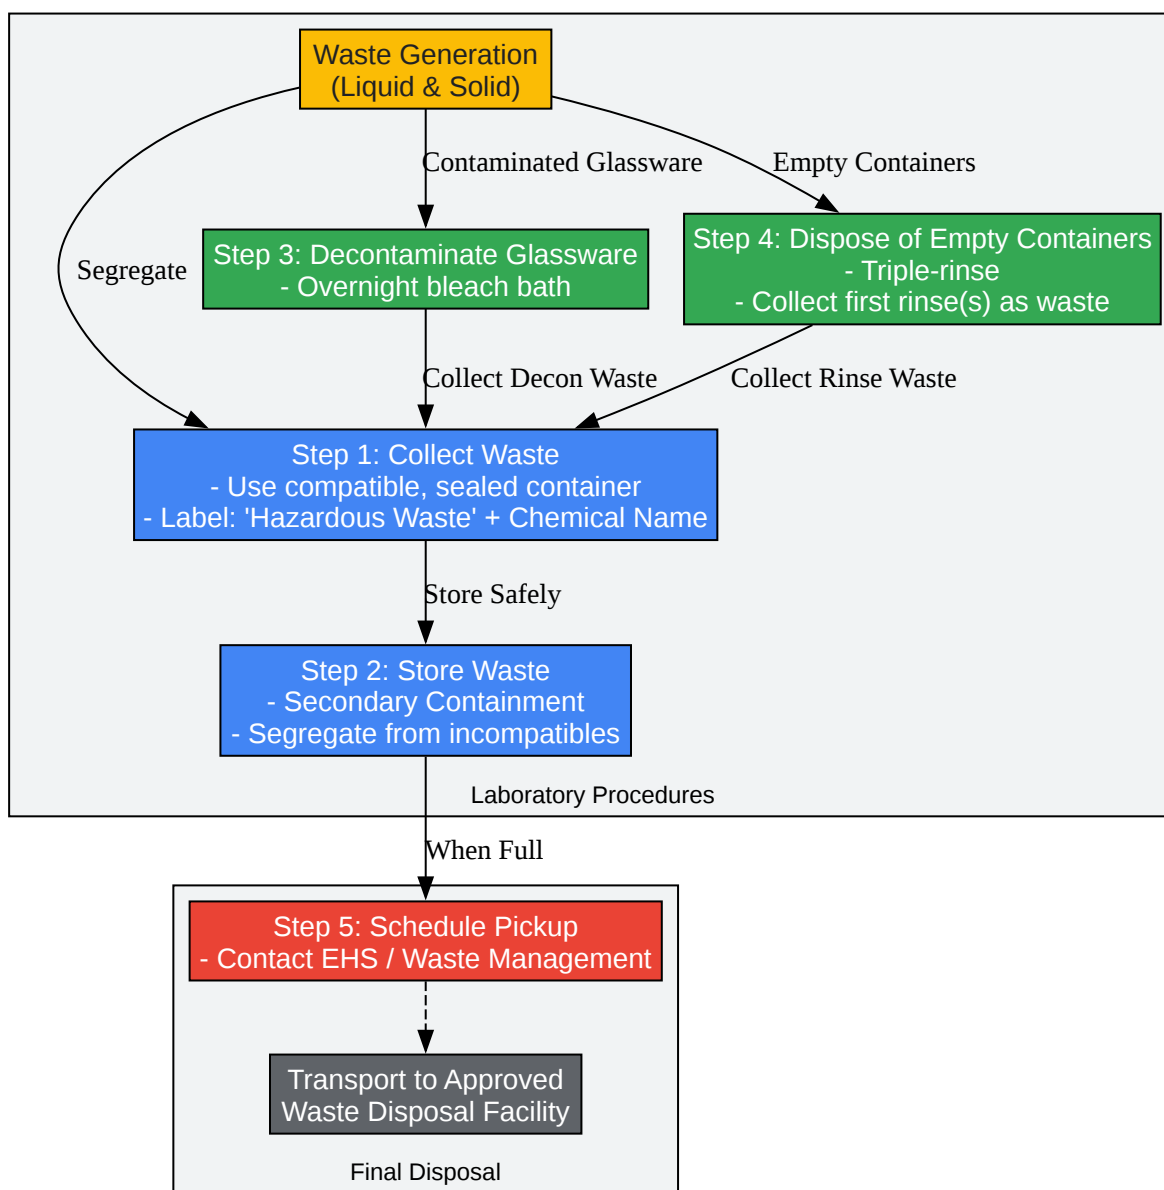 Waste Generation
(Liquid & Solid)
Contaminated Glassware
Empty Containers
Segregate
Step 3: Decontaminate Glassware
- Overnight bleach bath
Step 4: Dispose of Empty Containers
- Triple-rinse
- Collect first rinse(s) as waste
Collect Decon Waste
Collect Rinse Waste
Step 1: Collect Waste
- Use compatible, sealed container
- Label: 'Hazardous Waste' + Chemical Name
Store Safely
Step 2: Store Waste
- Secondary Containment
- Segregate from incompatibles
Laboratory Procedures
When Full
Step 5: Schedule Pickup
- Contact EHS / Waste Management
Transport to Approved
Waste Disposal Facility
Final Disposal